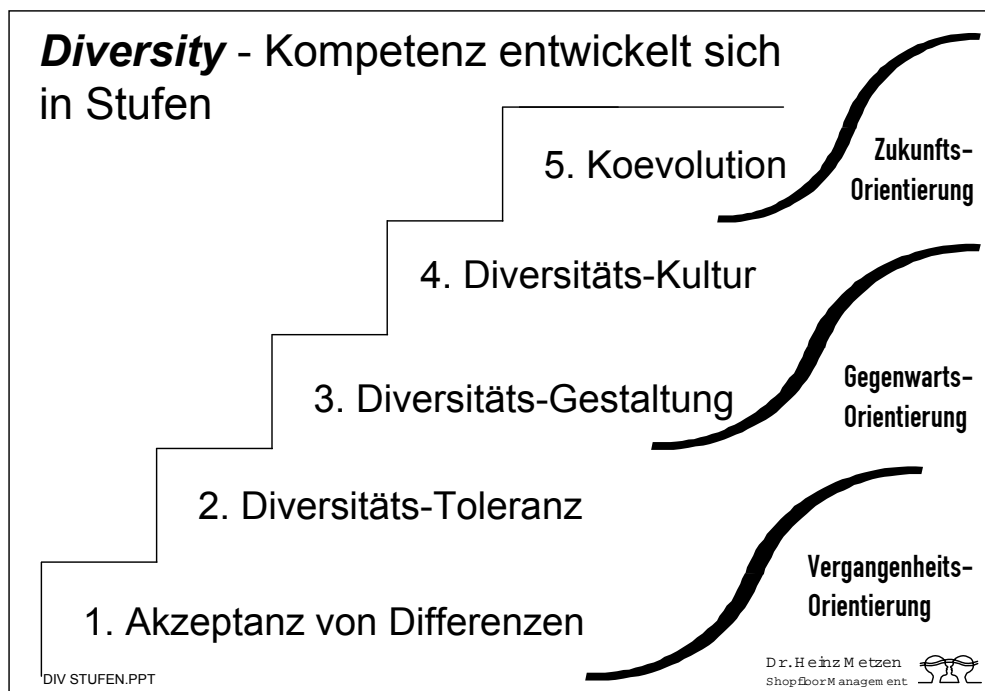 Diversity - Kompetenz entwickelt sich
in Stufen
5. Koevolution
Zukunfts-
Orientierung
4. Diversitäts-Kultur
3. Diversitäts-Gestaltung
Gegenwarts-
Orientierung
2. Diversitäts-Toleranz
Vergangenheits-
Orientierung
1. Akzeptanz von Differenzen
DIV STUFEN.PPT
Dr.Heinz Metzen
Shopfloor Management